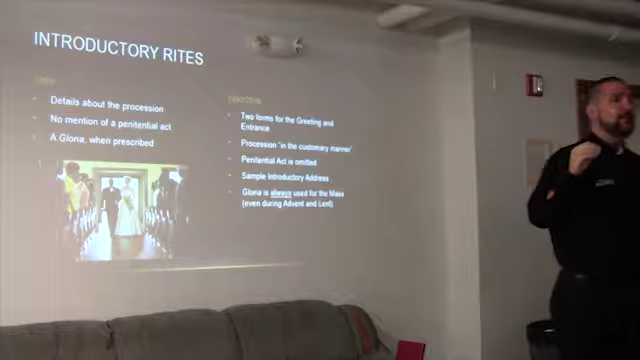 INTRODUCTORY RITES
Details about the procession
No mention of a penitential act
A Gloria, when prescribed
Two forms for the Greeting and
Entrance
Procession "in the customary manner"
Penitential Act is omitted
Sample Introductory Address
Gloria is always used for the Mass
(even during Advent and Lent)